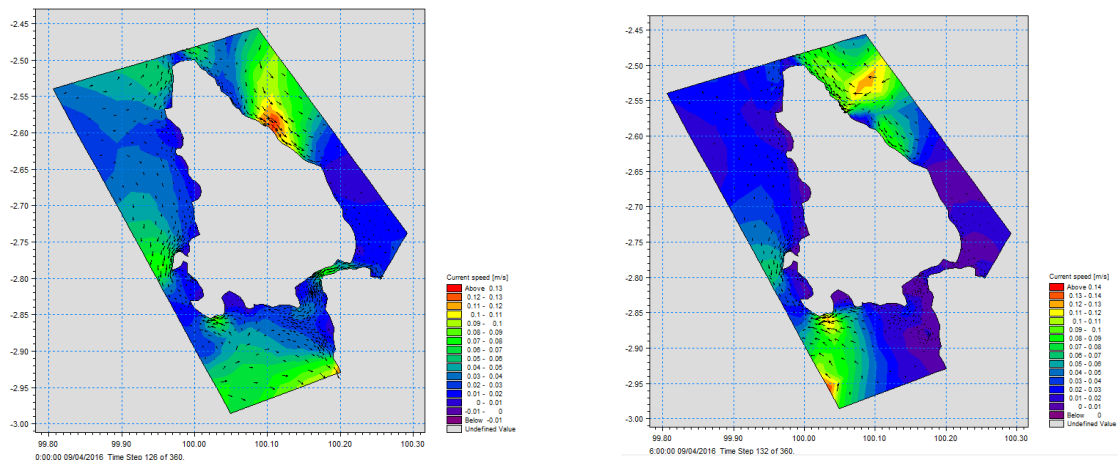 -2.45
-2.50
-2.55
-2.60
-2.65
-2.70
-2.75
-2.80
-2.85
-2.90
-2.95
-3.00
99.80 99.90 100.00 100.10 100.20 100.30
0:00:00 09/04/2016 Time Step 126 of 360.
Current speed [m/s]
Above 0.13
0.12 - 0.13
0.11 - 0.12
0.1 - 0.11
0.09 - 0.1
0.08 - 0.09
0.07 - 0.08
0.06 - 0.07
0.05 - 0.06
0.04 - 0.05
0.03 - 0.04
0.02 - 0.03
0.01 - 0.02
0 - 0.01
-0.01 - 0
Below -0.01
Undefined Value
-2.45
-2.50
-2.55
-2.60
-2.65
-2.70
-2.75
-2.80
-2.85
-2.90
-2.95
-3.00
99.80 99.90 100.00 100.10 100.20 100.30
6:00:00 09/04/2016 Time Step 132 of 360.
Current speed [m/s]
Above 0.14
0.13 - 0.14
0.12 - 0.13
0.11 - 0.12
0.1 - 0.11
0.09 - 0.1
0.08 - 0.09
0.07 - 0.08
0.06 - 0.07
0.05 - 0.06
0.04 - 0.05
0.03 - 0.04
0.02 - 0.03
0.01 - 0.02
0 - 0.01
Below 0
Undefined Value